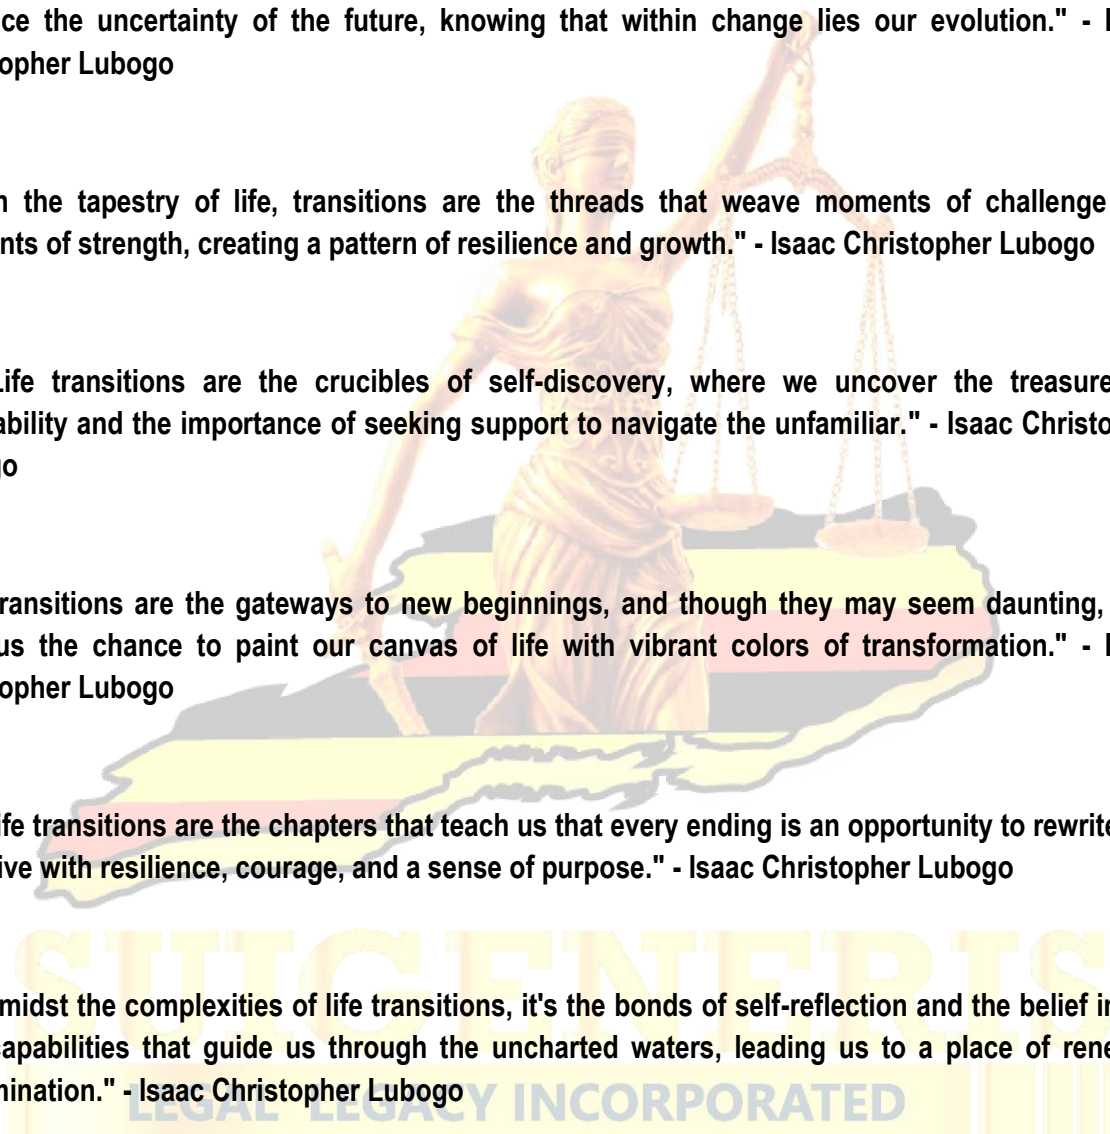 ce the uncertainty of the future, knowing that within change lies our evolution." -
opher Lubogo
n the tapestry of life, transitions are the threads that weave moments of challenge
nts of strength, creating a pattern of resilience and growth." - Isaac Christopher Lubogo
Life transitions are the crucibles of self-discovery, where we uncover the treasure
ability and the importance of seeking support to navigate the unfamiliar." - Isaac Christo
go
ransitions are the gateways to new beginnings, and though they may seem daunting,
us the chance to paint our canvas of life with vibrant colors of transformation." -
opher Lubogo
ife transitions are the chapters that teach us that every ending is an opportunity to rewrite
ive with resilience, courage, and a sense of purpose." - Isaac Christopher Lubogo
midst the complexities of life transitions, it's the bonds of self-reflection and the belief in
capabilities that guide us through the uncharted waters, leading us to a place of rene
mination." - Isaac Christopher Lubogo
SUIGENERIS
LEGAL LEGACY INCORPORATED